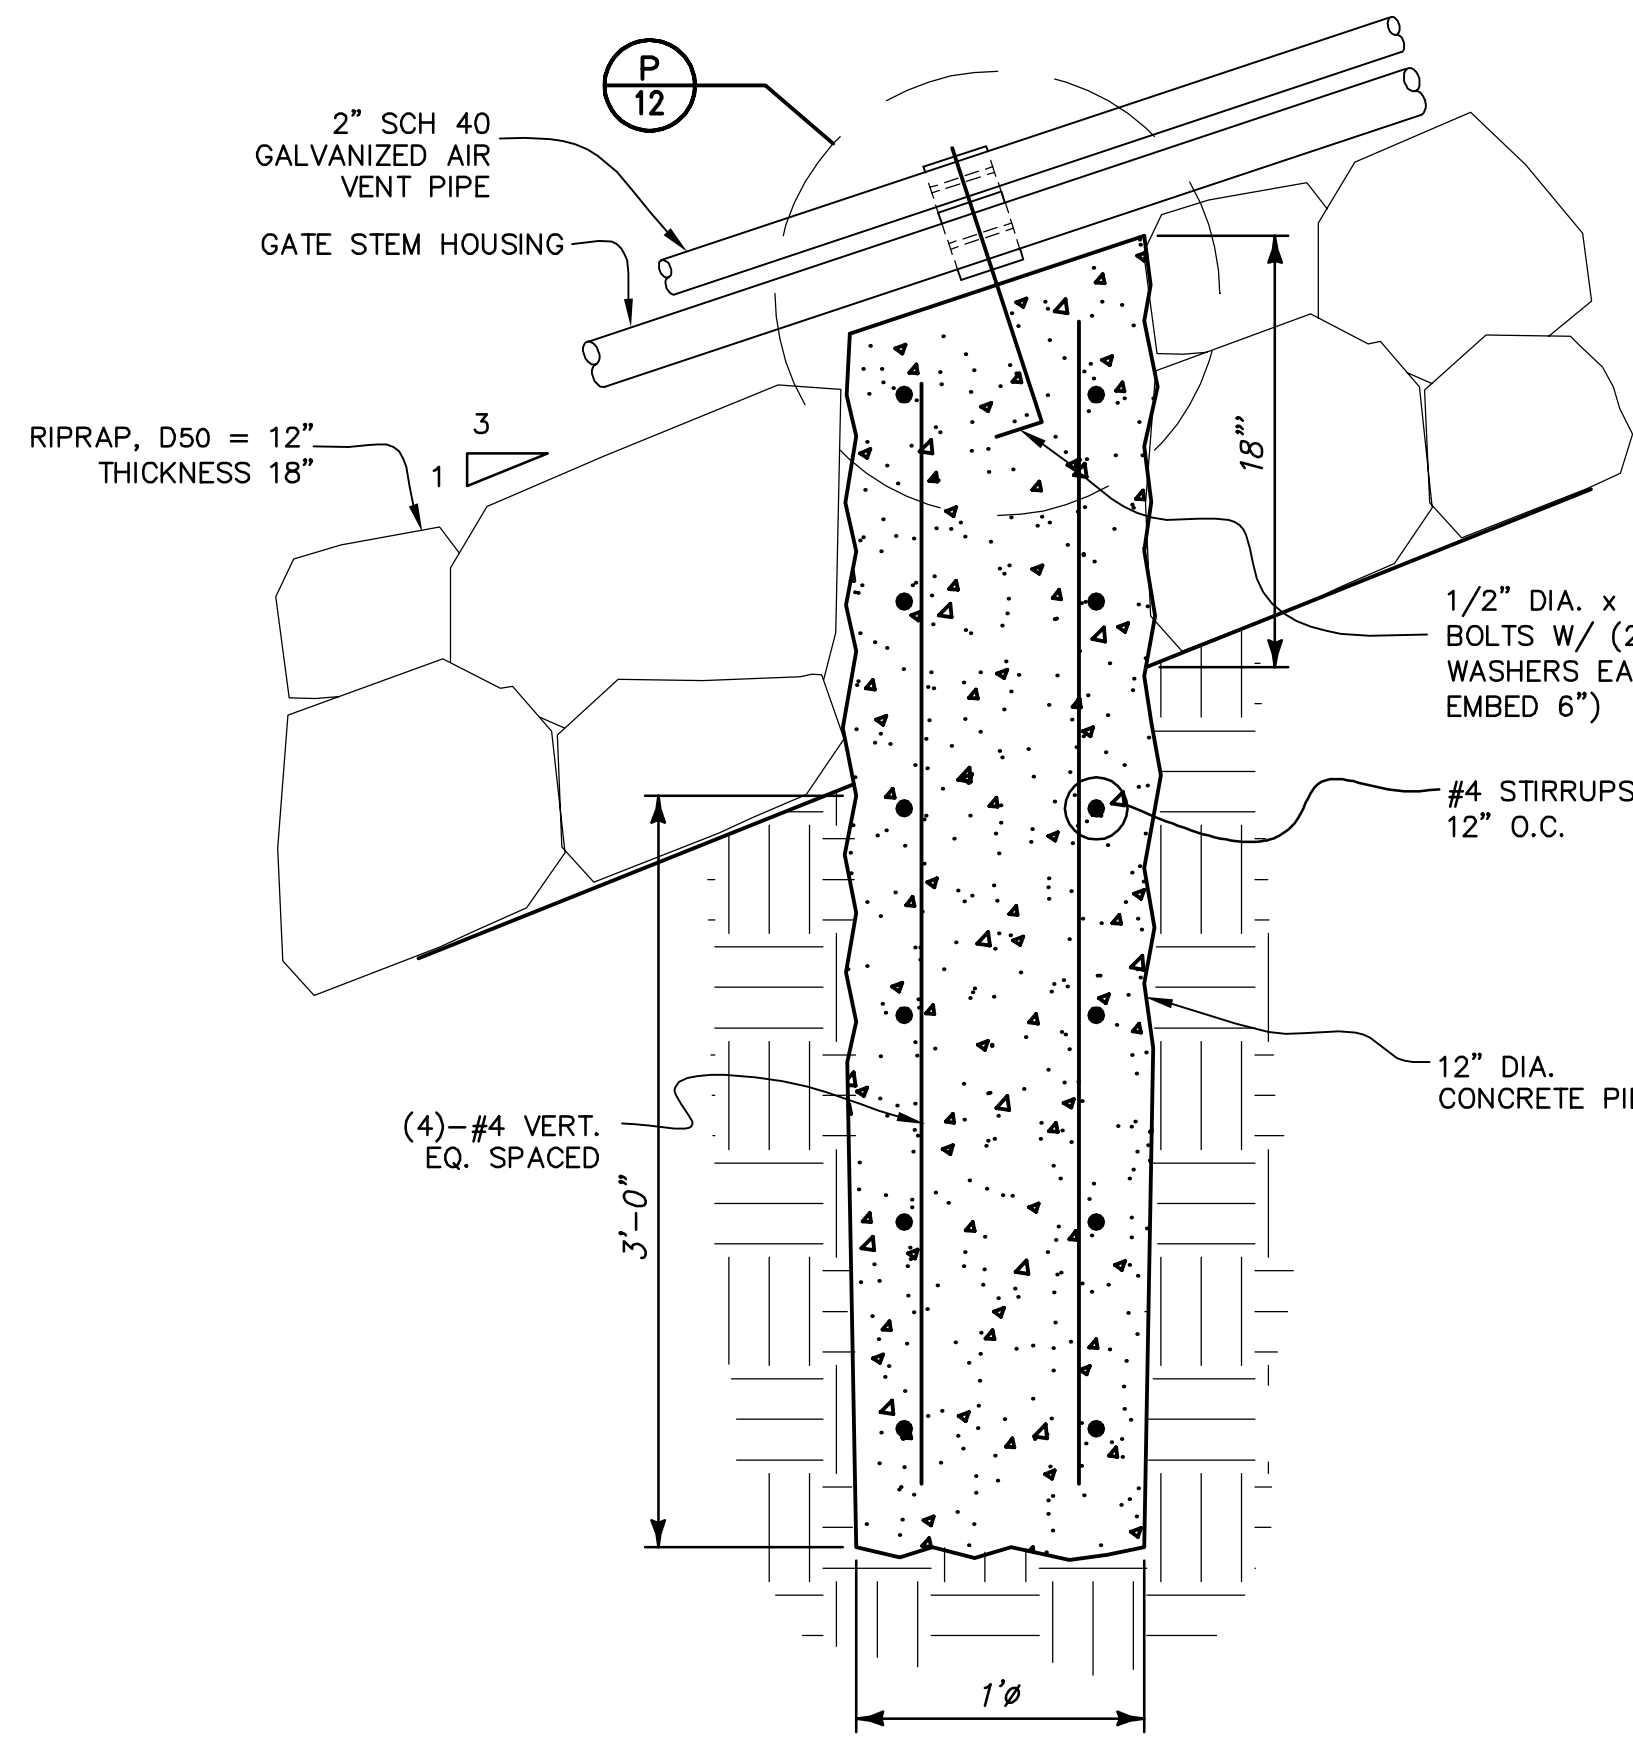 P
12
2” SCH 40
GALVANIZED AIR
VENT PIPE
GATE STEM HOUSING
RIPRAP, D50 = 12”
THICKNESS 18”
3
1
18”'
1/2” DIA. x
BOLTS W/ (2
WASHERS EA
EMBED 6”)
#4 STIRRUPS
12” O.C.
12” DIA.
CONCRETE PIE
(4)-#4 VERT.
EQ. SPACED
3'-0”
1'ø